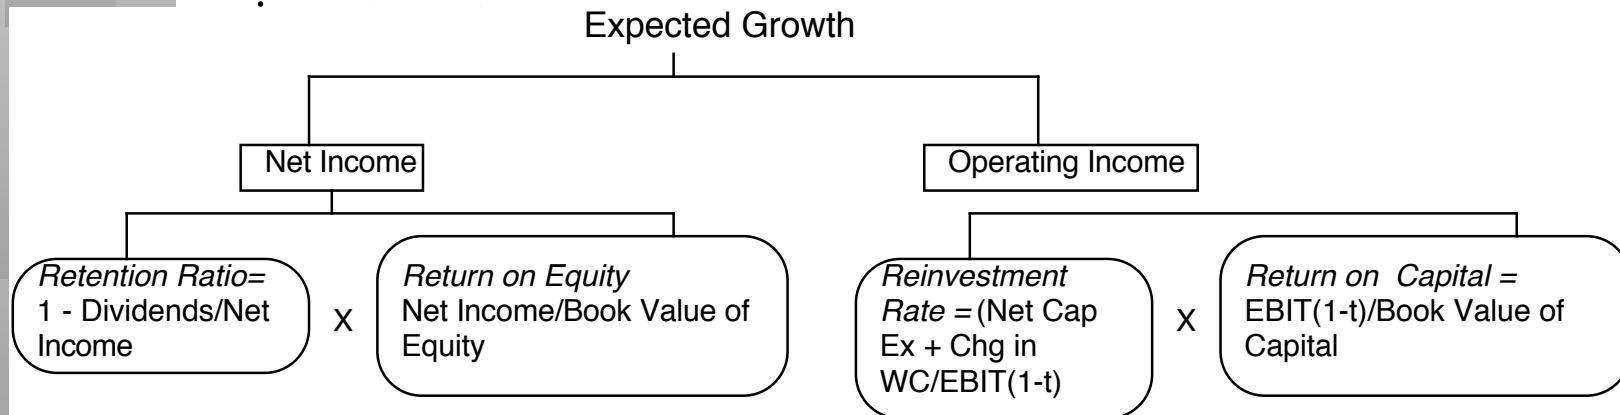 Expected Growth
Net Income
Operating Income
Retention Ratio=
1 - Dividends/Net
Income
X
Return on Equity
Net Income/Book Value of
Equity
Reinvestment
Rate = (Net Cap
Ex + Chg in
WC/EBIT(1-t)
X
Return on Capital =
EBIT(1-t)/Book Value of
Capital